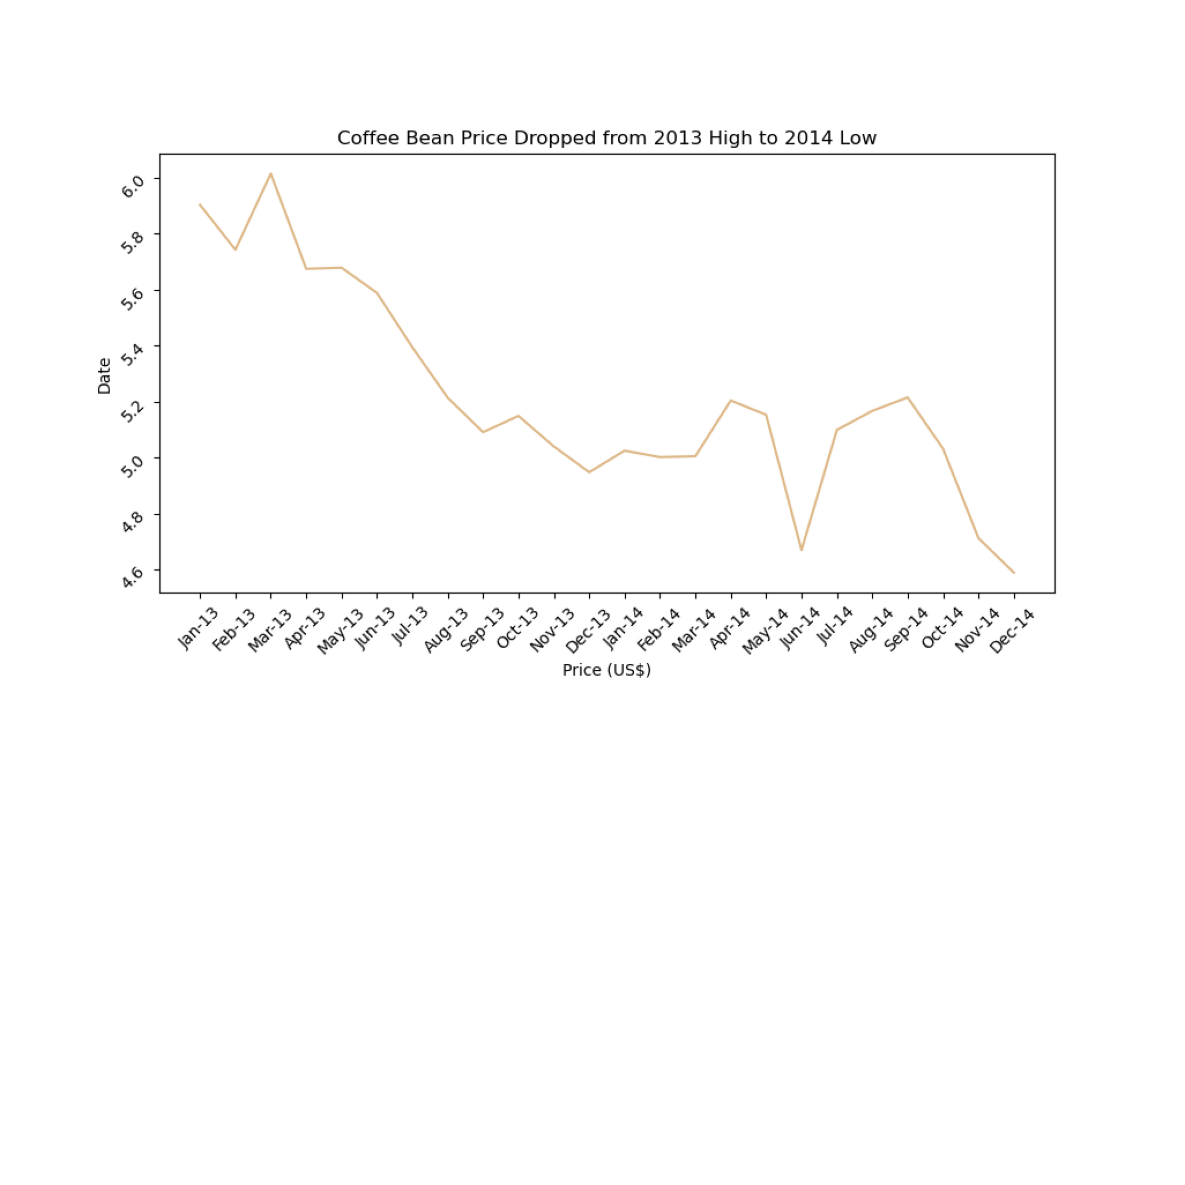 Coffee Bean Price Dropped from 2013 High to 2014 Low
6.0
5.8
5.6
5.4
5.2
5.0
4.8
4.6
Date
Jan-13
Feb-13
Mar-13
Apr-13
May-13
Jun-13
Jul-13
Aug-13
Sep-13
Oct-13
Nov-13
Dec-13
Jan-14
Feb-14
Mar-14
Apr-14
May-14
Jun-14
Jul-14
Aug-14
Sep-14
Oct-14
Nov-14
Dec-14
Price (US$)